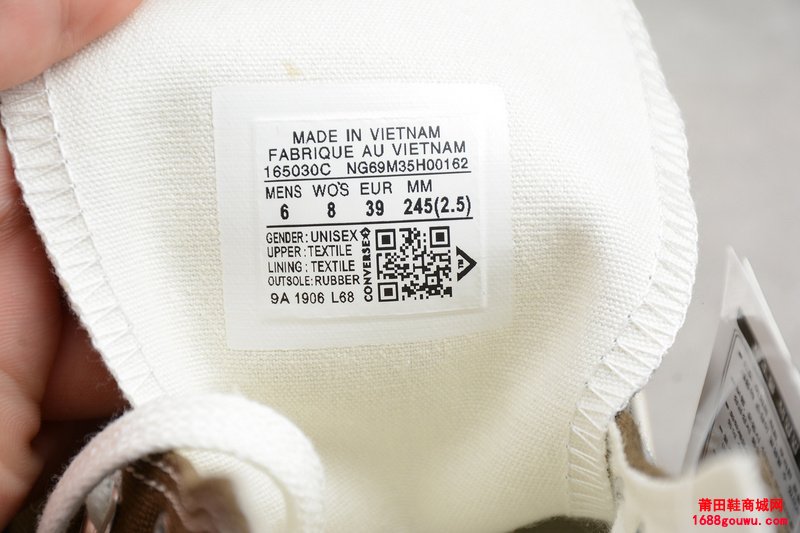 MADE IN VIETNAM
FABRIQUE AU VIETNAM
165030C NG69M35H00162
MENS WO'S EUR MM
6 8 39 245(2.5)
GENDER: UNISEX
UPPER: TEXTILE
LINING: TEXTILE
OUTSOLE: RUBBER
9A 1906 L68
CONVERSE
莆田鞋商城网
1688gouwu.com